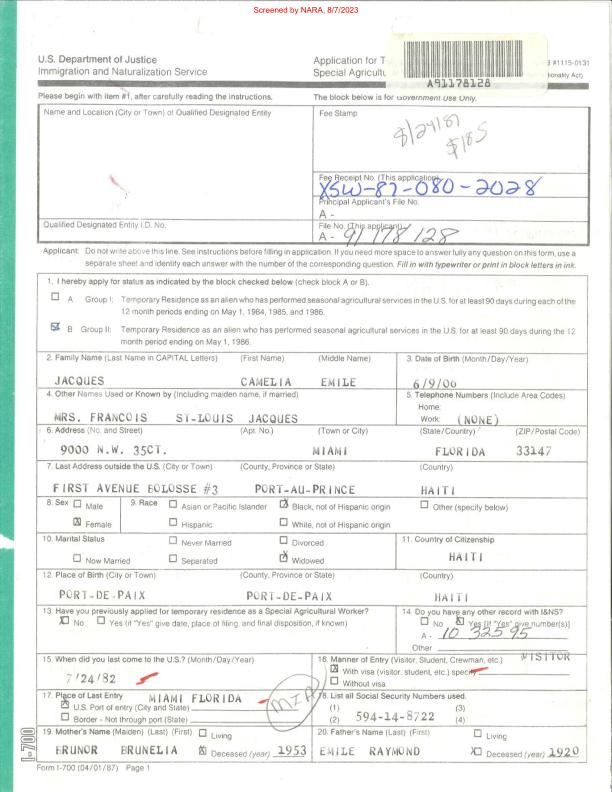 Screened by NARA, 8/7/2023
U.S. Department of Justice
Immigration and Naturalization Service
Application for T
Special Agricultu
A91178128
#1115-0131
tionality Act)
Please begin with item #1, after carefully reading the instructions.
The block below is for Government Use Only.
Name and Location (City or Town) of Qualified Designated Entity
Fee Stamp
8/24/87
$185
Fee Receipt No. (This application)
XSW-87-080-2028
Principal Applicant's File No.
A -
Qualified Designated Entity I.D. No.
File No. (This applicant)
A - 91 178 128
Applicant: Do not write above this line. See instructions before filling in application. If you need more space to answer fully any question on this form, use a
separate sheet and identify each answer with the number of the corresponding question. Fill in with typewriter or print in block letters in ink.
1. I hereby apply for status as indicated by the block checked below (check block A or B).
A Group I: Temporary Residence as an alien who has performed seasonal agricultural services in the U.S. for at least 90 days during each of the
12 month periods ending on May 1, 1984, 1985, and 1986.
B Group II: Temporary Residence as an alien who has performed seasonal agricultural services in the U.S. for at least 90 days during the 12
month period ending on May 1, 1986.
2. Family Name (Last Name in CAPITAL Letters) (First Name) (Middle Name) 3. Date of Birth (Month/Day/Year)
JACQUES CAMELIA EMILE 6/9/06
4. Other Names Used or Known by (Including maiden name, if married) 5. Telephone Numbers (Include Area Codes)
Home:
MRS. FRANCOIS ST-LOUIS JACQUES Work: (NONE)
6. Address (No. and Street) (Apt. No.) (Town or City) (State/Country) (ZIP/Postal Code)
9000 N.W. 35CT. MIAMI FLORIDA 33147
7. Last Address outside the U.S. (City or Town) (County, Province or State) (Country)
FIRST AVENUE BOLOSSE #3 PORT-AU-PRINCE HAITI
8. Sex Male 9. Race Asian or Pacific Islander X Black, not of Hispanic origin Other (specify below)
X Female Hispanic White, not of Hispanic origin
10. Marital Status Never Married Divorced 11. Country of Citizenship
Now Married Separated X Widowed HAITI
12. Place of Birth (City or Town) (County, Province or State) (Country)
PORT-DE-PAIX PORT-DE-PAIX HAITI
13. Have you previously applied for temporary residence as a Special Agricultural Worker? 14. Do you have any other record with I&NS?
X No Yes (if "Yes" give date, place of filing, and final disposition, if known) No X Yes [If "Yes" give number(s)]
A - 10 325 95
Other
15. When did you last come to the U.S.? (Month/Day/Year) 16. Manner of Entry (Visitor, Student, Crewman, etc.) VISITOR
7/24/82 X With visa (visitor, student, etc.) specify
Without visa
17. Place of Last Entry MIAMI FLORIDA 18. List all Social Security Numbers used.
X U.S. Port of entry (City and State) MIA (1) (3)
Border - Not through port (State) (2) 594-14-8722 (4)
19. Mother's Name (Maiden) (Last) (First) Living 20. Father's Name (Last) (First) Living
BRUNOR BRUNELIA X Deceased (year) 1953 EMILE RAYMOND X Deceased (year) 1920
I-700
Form I-700 (04/01/87) Page 1